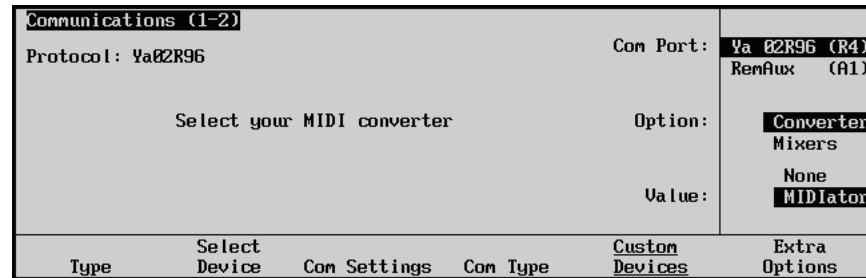 Communications (1-2)
Protocol: Ya02R96
Com Port:
Ya 02R96 (R4)
RemAux (A1)
Select your MIDI converter
Option:
Converter
Mixers
None
Value:
MIDIator
Type
Select Device
Com Settings
Com Type
Custom Devices
Extra Options